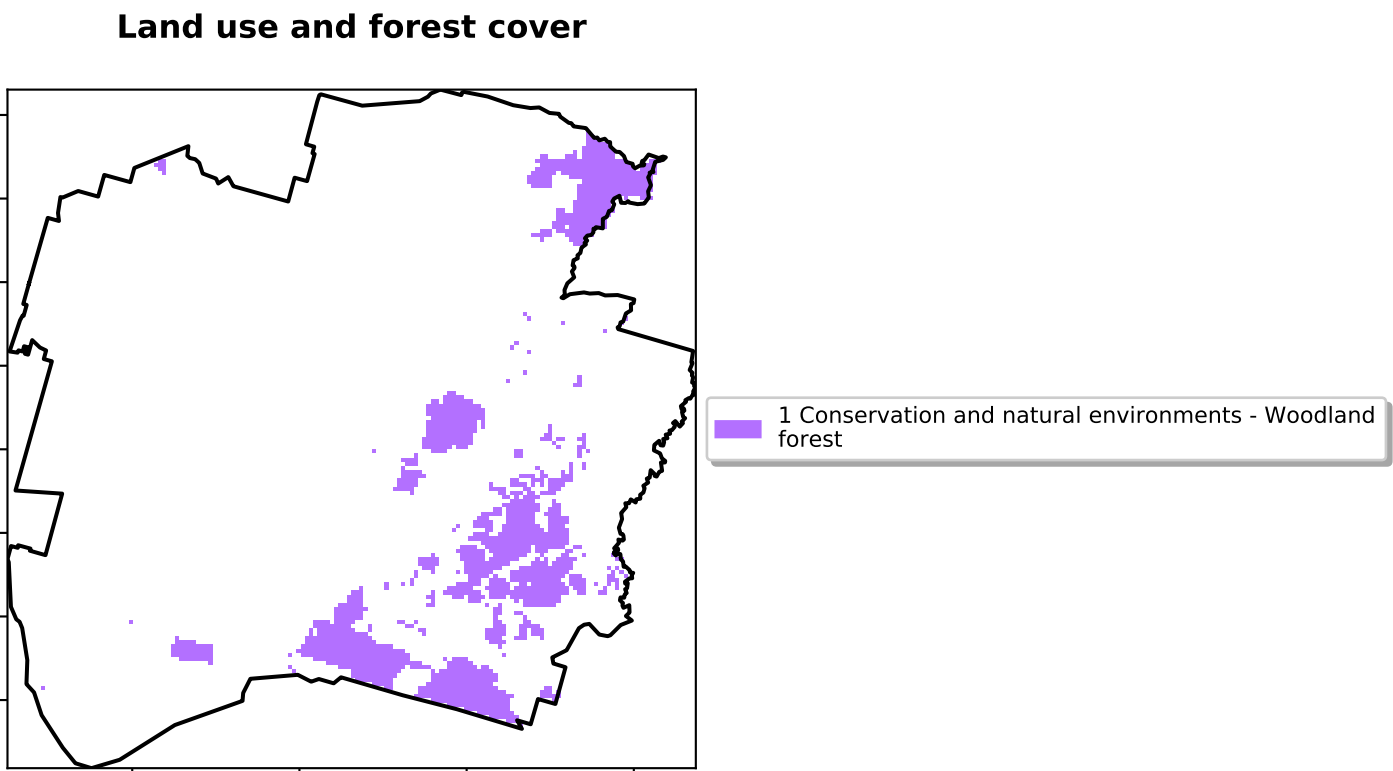 Land use and forest cover
1 Conservation and natural environments - Woodland
forest